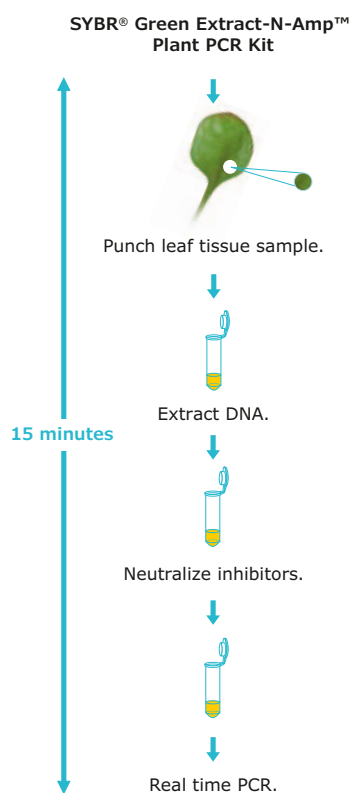 SYBR® Green Extract-N-Amp™
Plant PCR Kit
Punch leaf tissue sample.
Extract DNA.
15 minutes
Neutralize inhibitors.
Real time PCR.